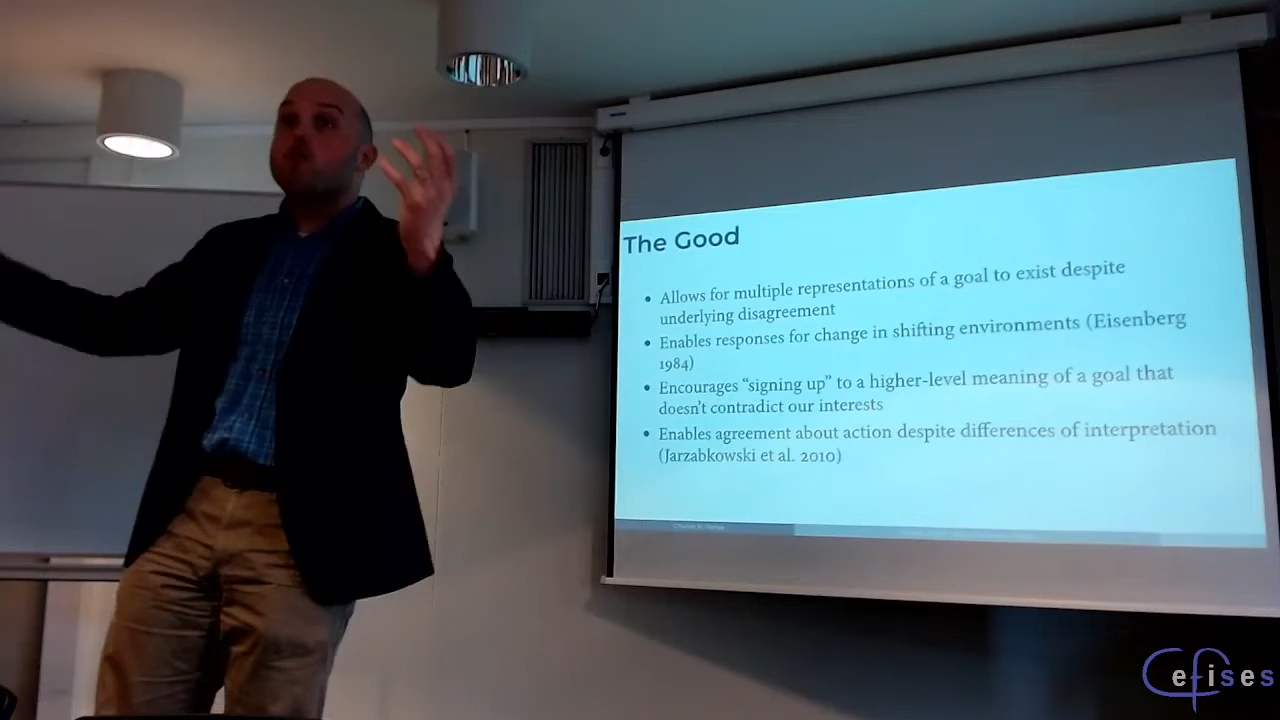 The Good
• Allows for multiple representations of a goal to exist despite
underlying disagreement
• Enables responses for change in shifting environments (Eisenberg
1984)
• Encourages “signing up” to a higher-level meaning of a goal that
doesn’t contradict our interests
• Enables agreement about action despite differences of interpretation
(Jarzabkowski et al. 2010)
Cefises